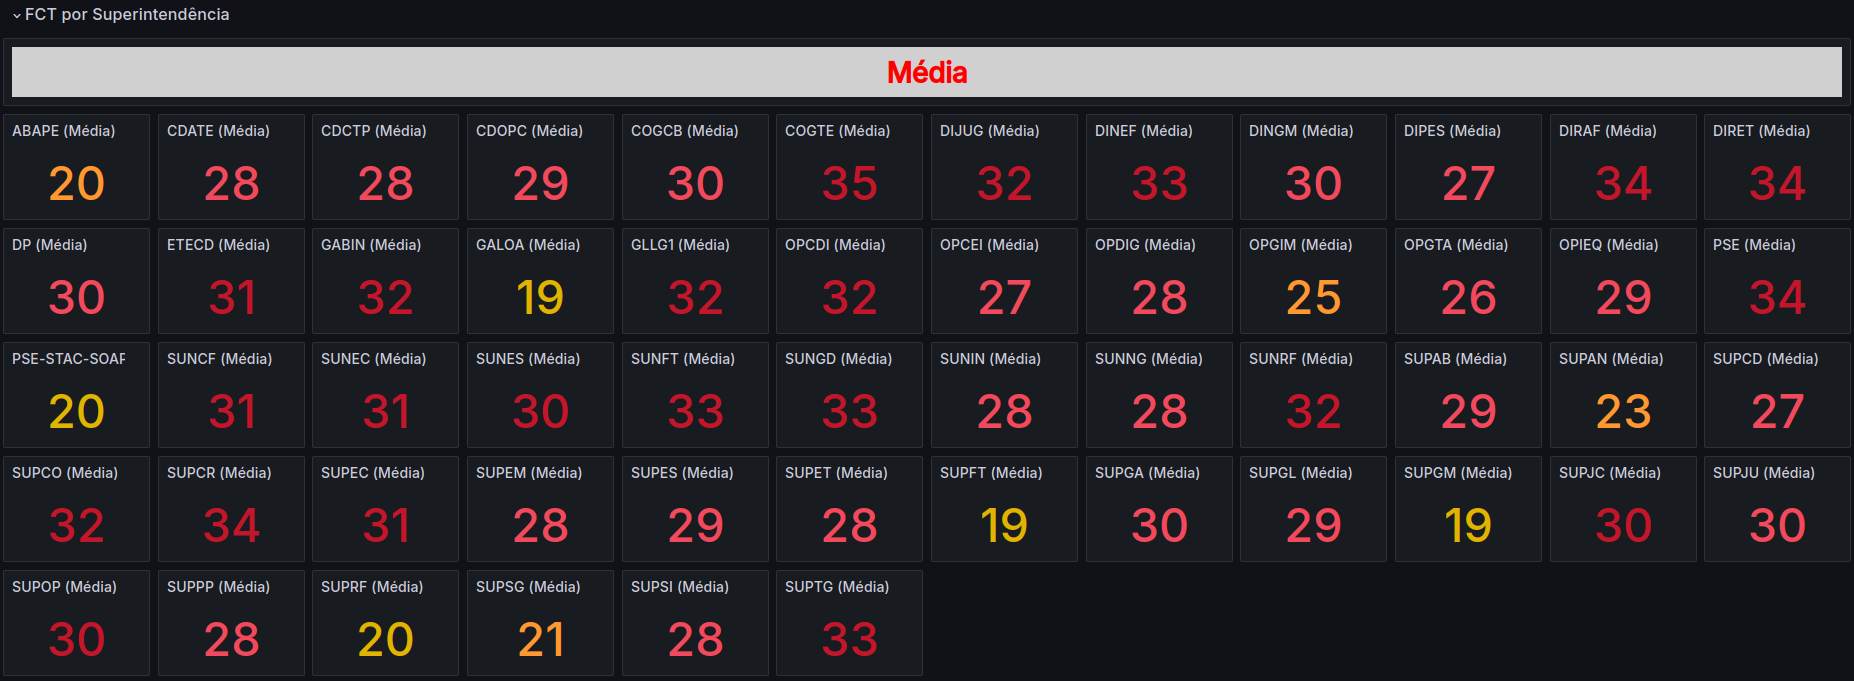 FCT por Superintendência
Média
ABAPE (Média) CDATE (Média) CDCTP (Média) CDOPC (Média) COGCB (Média) COGTE (Média) DIJUG (Média) DINEF (Média) DINGM (Média) DIPES (Média) DIRAF (Média) DIRET (Média)
20 28 28 29 30 35 32 33 30 27 34 34
DP (Média) ETECD (Média) GABIN (Média) GALOA (Média) GLLG1 (Média) OPCDI (Média) OPCEI (Média) OPDIG (Média) OPGIM (Média) OPGTA (Média) OPIEQ (Média) PSE (Média)
30 31 32 19 32 32 27 28 25 26 29 34
PSE-STAC-SOAP SUNCF (Média) SUNEC (Média) SUNES (Média) SUNFT (Média) SUNGD (Média) SUNIN (Média) SUNNG (Média) SUNRF (Média) SUPAB (Média) SUPAN (Média) SUPCD (Média)
20 31 31 30 33 33 28 28 32 29 23 27
SUPCO (Média) SUPCR (Média) SUPEC (Média) SUPEM (Média) SUPES (Média) SUPET (Média) SUPFT (Média) SUPGA (Média) SUPGL (Média) SUPGM (Média) SUPJC (Média) SUPJU (Média)
32 34 31 28 29 28 19 30 29 19 30 30
SUPOP (Média) SUPPP (Média) SUPRF (Média) SUPSG (Média) SUPSI (Média) SUPTG (Média)
30 28 20 21 28 33